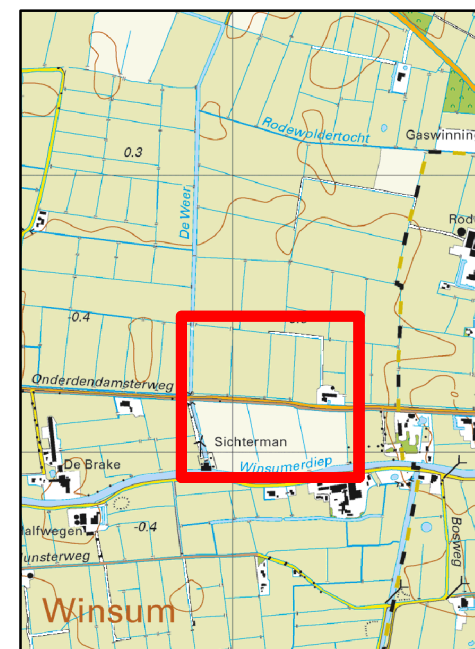 Rodewoldertocht
Gaswinning
0.3
De Weer
Rod
-0.4
Onderdendamsterweg
Sichterman
De Brake
Winsumerdiep
alfwegen
-0.4
unsterweg
Bosweg
Winsum